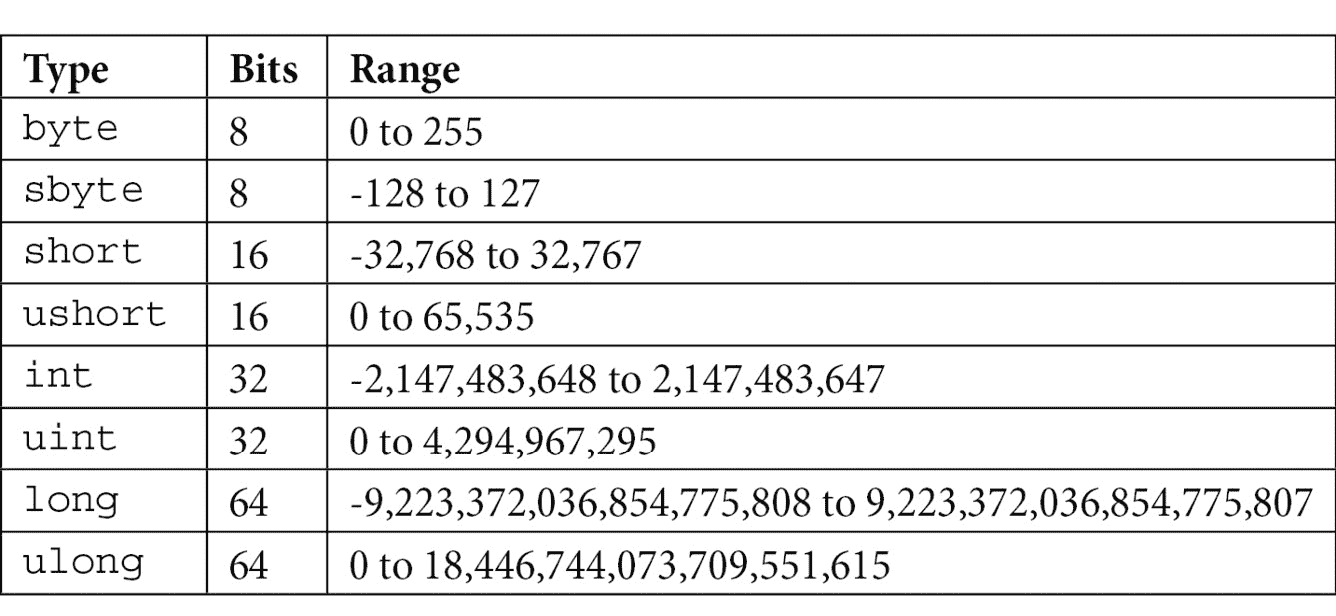 Type Bits Range
byte 8 0 to 255
sbyte 8 -128 to 127
short 16 -32,768 to 32,767
ushort 16 0 to 65,535
int 32 -2,147,483,648 to 2,147,483,647
uint 32 0 to 4,294,967,295
long 64 -9,223,372,036,854,775,808 to 9,223,372,036,854,775,807
ulong 64 0 to 18,446,744,073,709,551,615